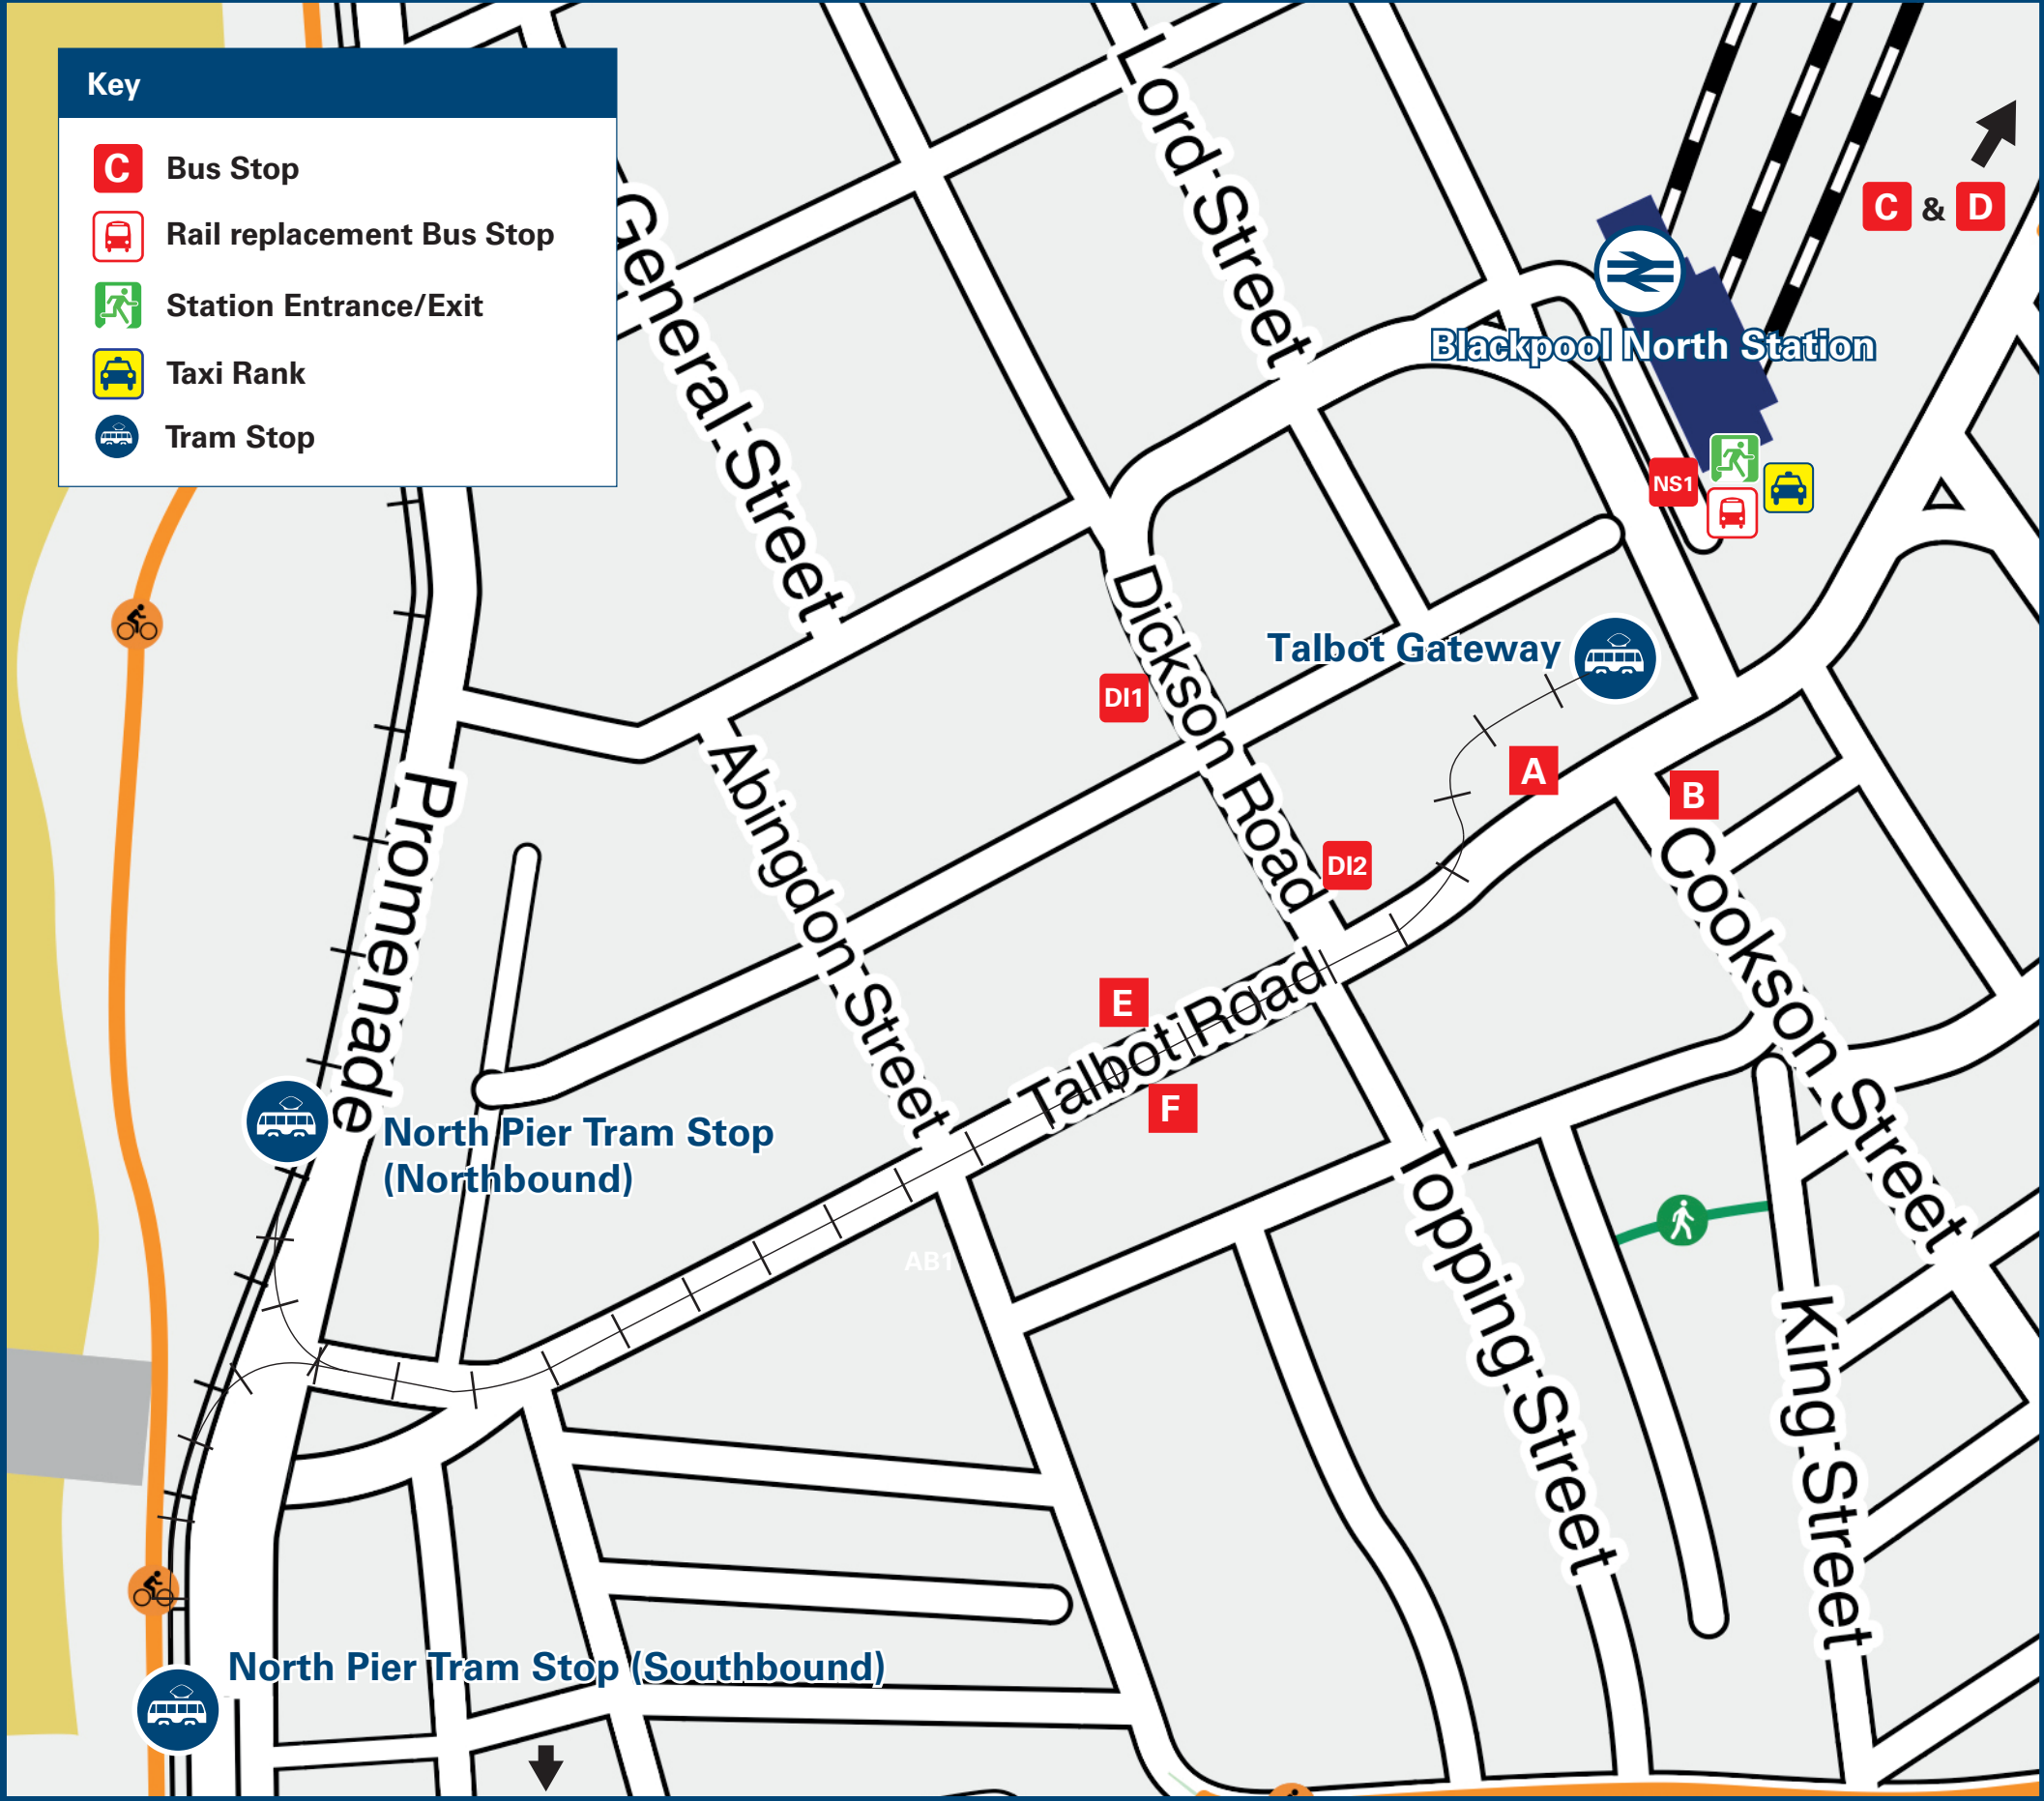 Key
C Bus Stop
Rail replacement Bus Stop
Station Entrance/Exit
Taxi Rank
Tram Stop
Lord Street
C & D
General Street
Blackpool North Station
NS1
Dickson Road
Talbot Gateway
DI1
A
B
Abingdon Street
Promenade
DI2
Cookson Street
E
Talbot Road
F
North Pier Tram Stop
(Northbound)
Topping Street
AB1
King Street
North Pier Tram Stop (Southbound)